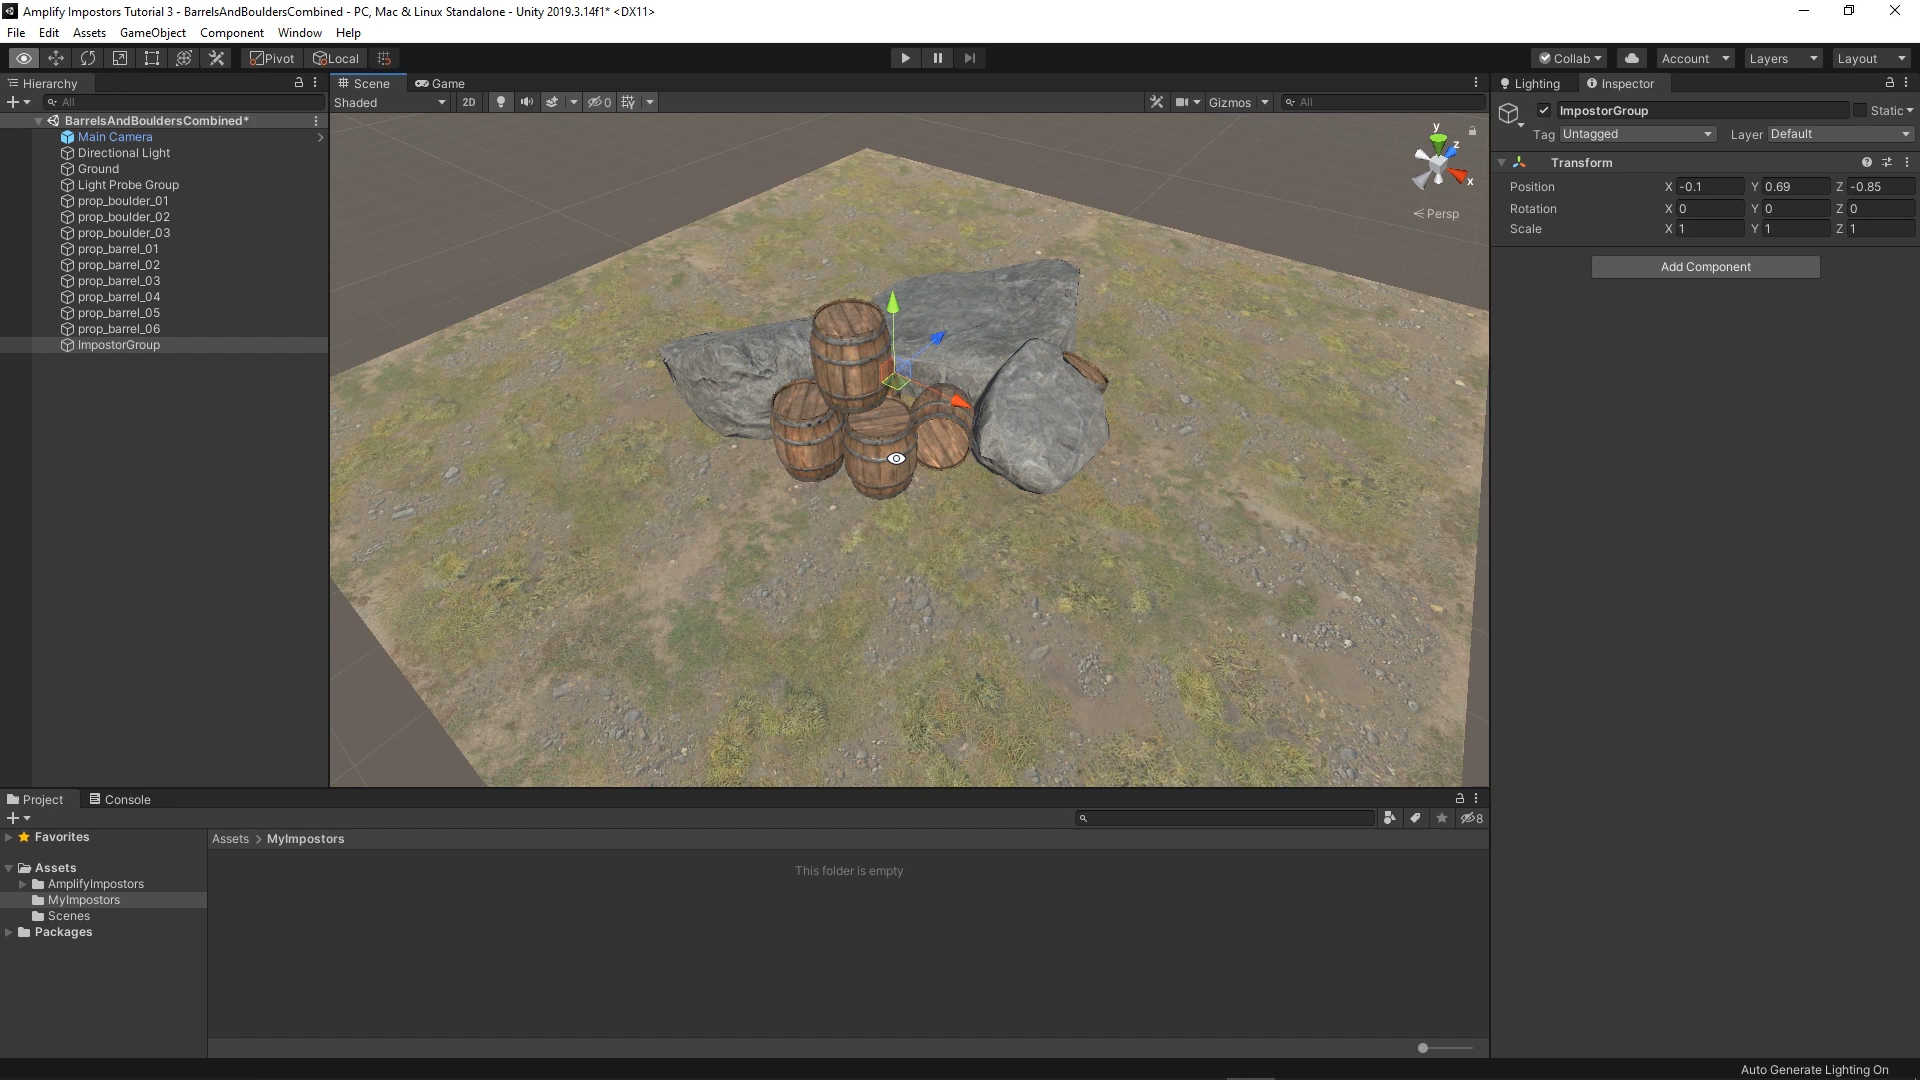 Amplify Impostors Tutorial 3 - BarrelsAndBouldersCombined - PC, Mac & Linux Standalone - Unity 2019.3.14f1* <DX11>
File Edit Assets GameObject Component Window Help
Pivot Local Collab Account Layers Layout
Hierarchy
All
BarrelsAndBouldersCombined*
Main Camera
Directional Light
Ground
Light Probe Group
prop_boulder_01
prop_boulder_02
prop_boulder_03
prop_barrel_01
prop_barrel_02
prop_barrel_03
prop_barrel_04
prop_barrel_05
prop_barrel_06
ImpostorGroup
Scene Game
Shaded 2D 0 Gizmos All
y
z
x
Persp
Lighting Inspector
ImpostorGroup Static
Tag Untagged Layer Default
Transform
Position X -0.1 Y 0.69 Z -0.85
Rotation X 0 Y 0 Z 0
Scale X 1 Y 1 Z 1
Add Component
Project Console
8
Favorites
Assets
AmplifyImpostors
MyImpostors
Scenes
Packages
Assets > MyImpostors
This folder is empty
Auto Generate Lighting On